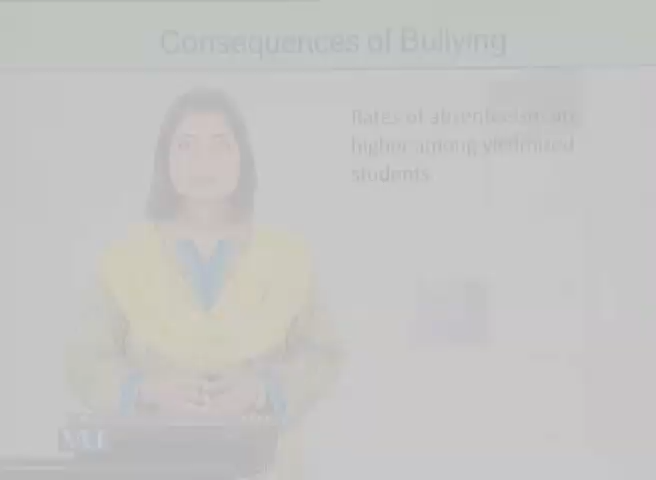 Consequences of Bullying
Rates of absenteeism are
higher among victimized
students